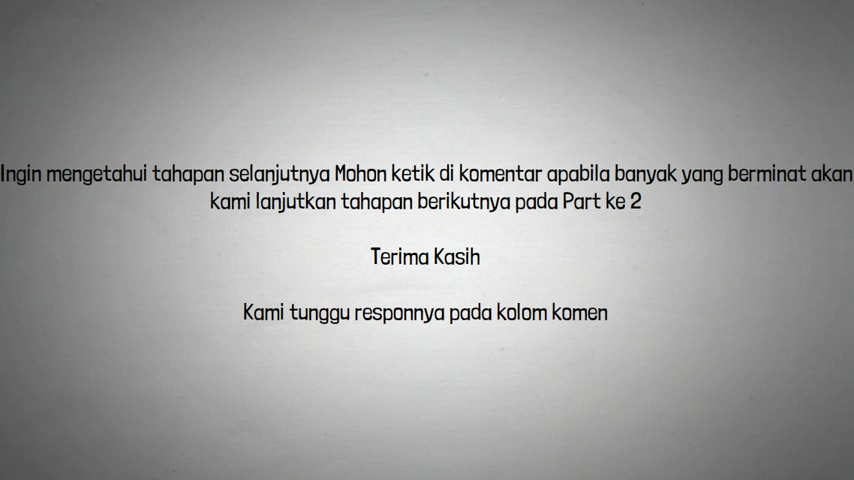 Ingin mengetahui tahapan selanjutnya Mohon ketik di komentar apabila banyak yang berminat akan
kami lanjutkan tahapan berikutnya pada Part ke 2
Terima Kasih
Kami tunggu responnya pada kolom komen